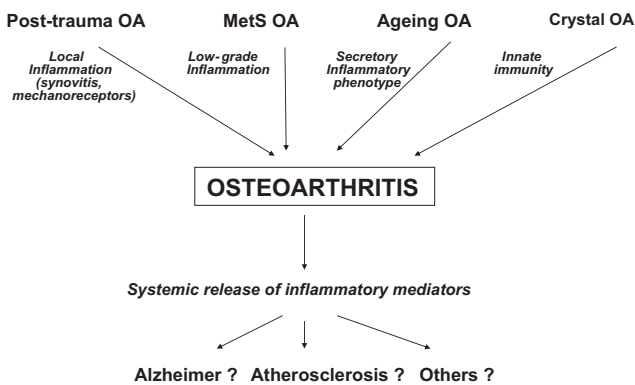 Post-trauma OA MetS OA Ageing OA Crystal OA
Local
Inflammation
(synovitis,
mechanoreceptors)
Low-grade
Inflammation
Secretory
Inflammatory
phenotype
Innate
immunity
OSTEOARTHRITIS
Systemic release of inflammatory mediators
Alzheimer ? Atherosclerosis ? Others ?